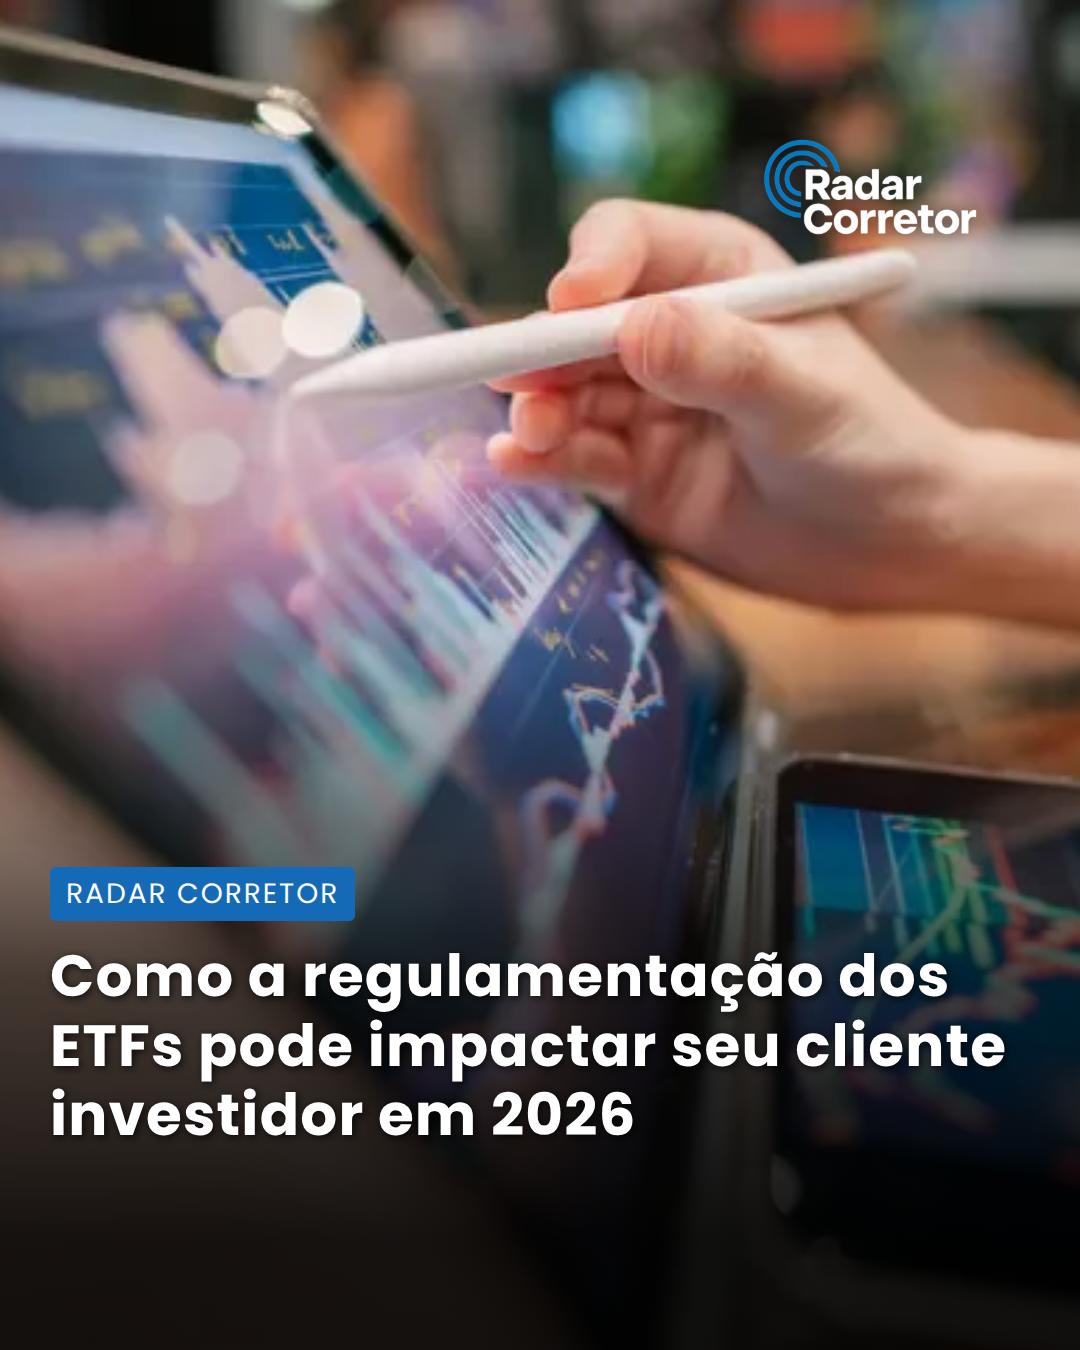 Radar
Corretor
RADAR CORRETOR
Como a regulamentação dos
ETFs pode impactar seu cliente
investidor em 2026